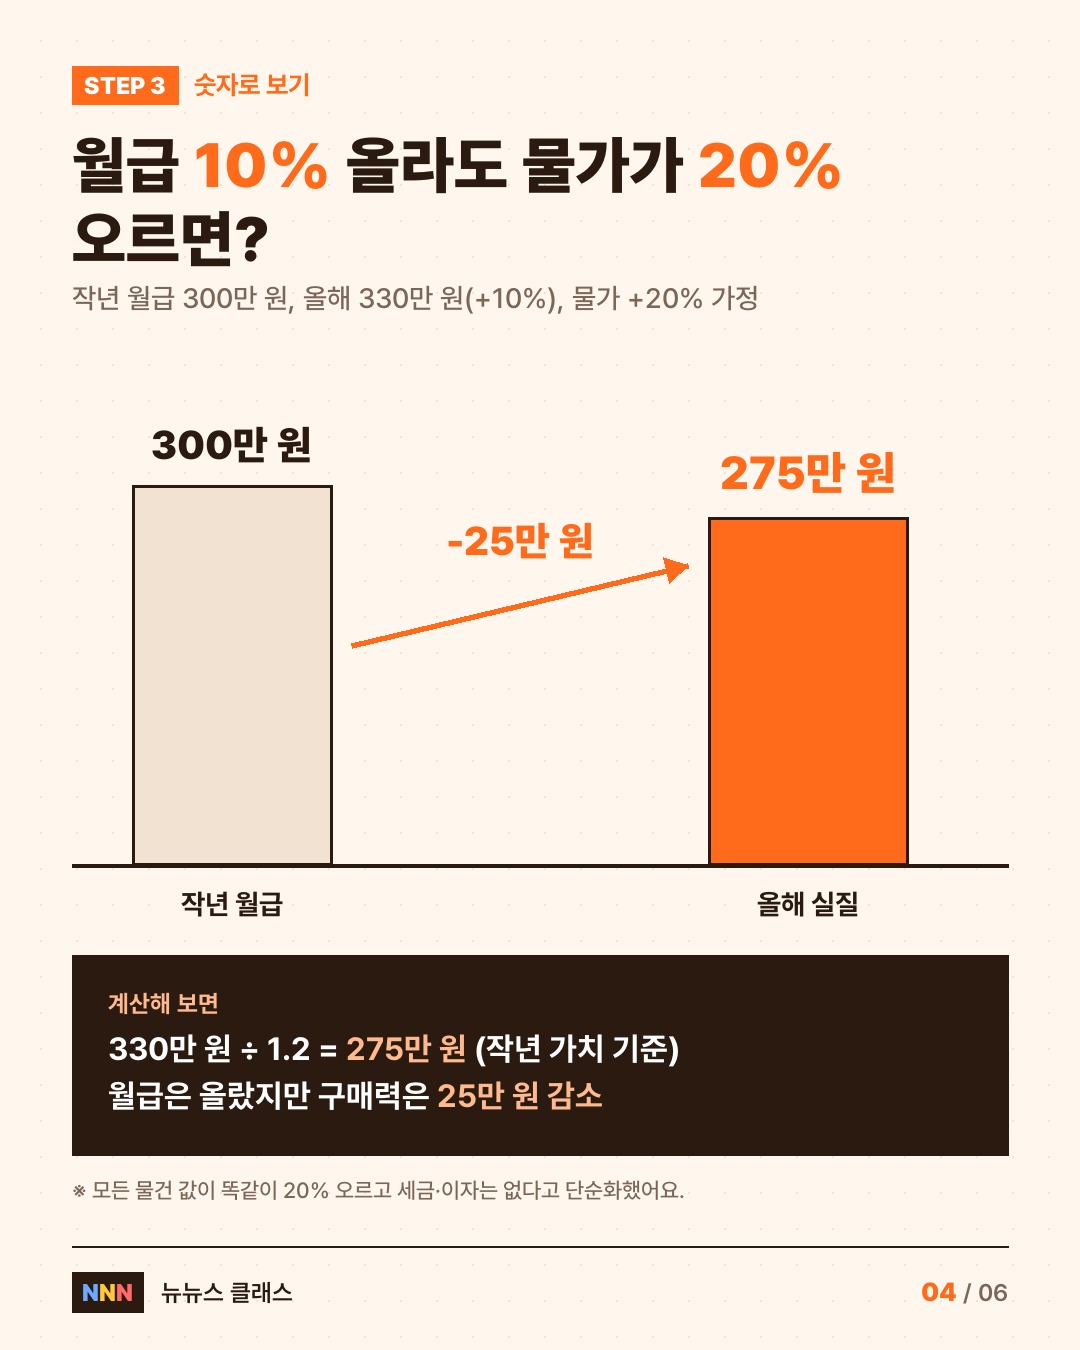 STEP 3 숫자로 보기
월급 10% 올라도 물가가 20%
오르면?
작년 월급 300만 원, 올해 330만 원(+10%), 물가 +20% 가정
300만 원
275만 원
-25만 원
작년 월급
올해 실질
계산해 보면
330만 원 ÷ 1.2 = 275만 원 (작년 가치 기준)
월급은 올랐지만 구매력은 25만 원 감소
※ 모든 물건 값이 똑같이 20% 오르고 세금·이자는 없다고 단순화했어요.
NNN 뉴뉴스 클래스
04 / 06